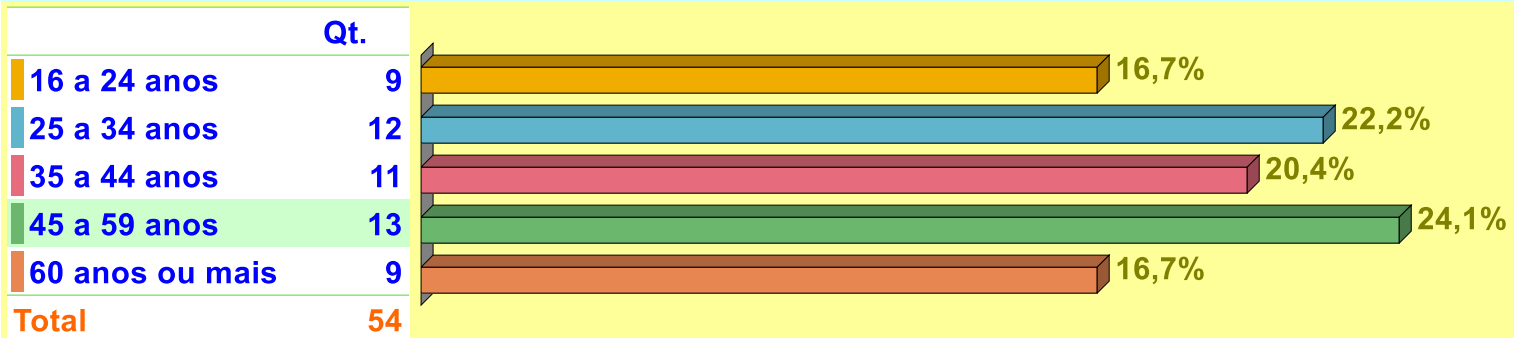 Qt.
16 a 24 anos 9 16,7%
25 a 34 anos 12 22,2%
35 a 44 anos 11 20,4%
45 a 59 anos 13 24,1%
60 anos ou mais 9 16,7%
Total 54